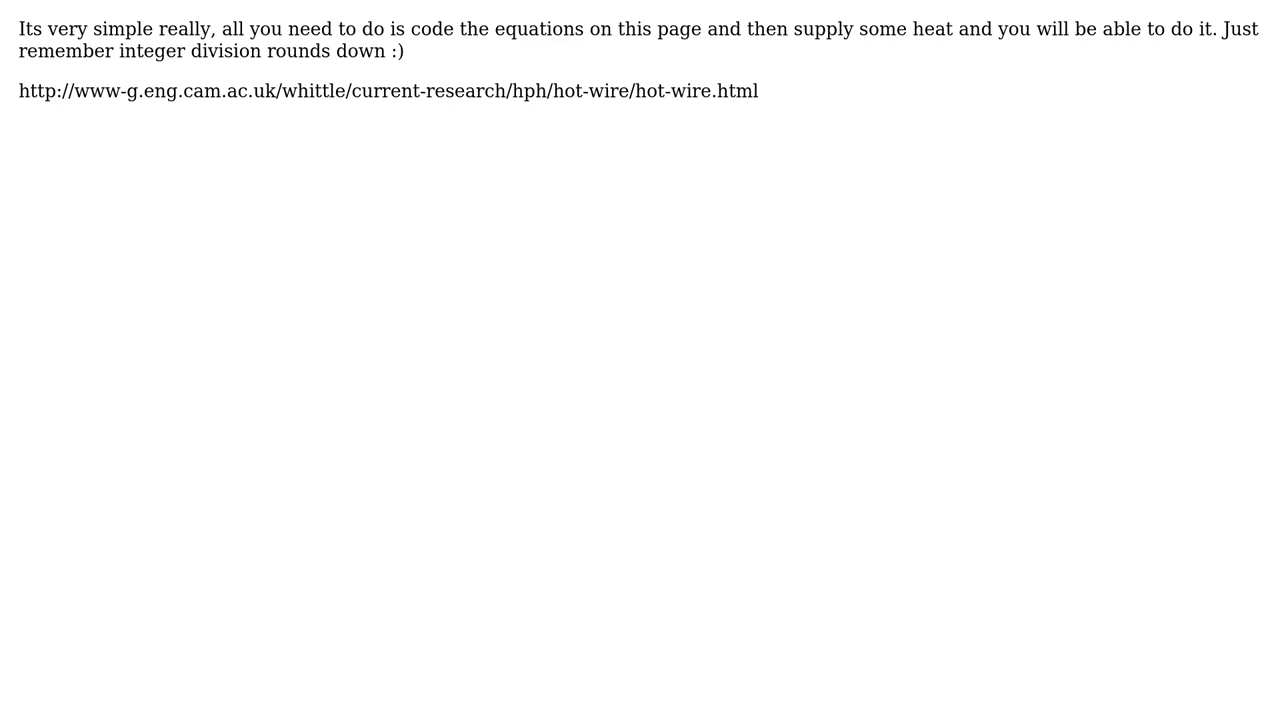 Its very simple really, all you need to do is code the equations on this page and then supply some heat and you will be able to do it. Just
remember integer division rounds down :)
http://www-g.eng.cam.ac.uk/whittle/current-research/hph/hot-wire/hot-wire.html